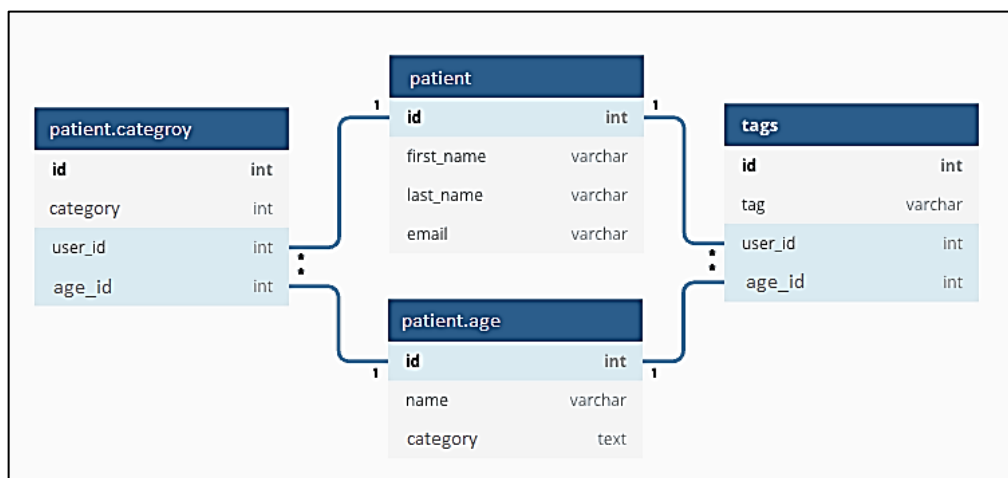 patient.categroy
id int
category int
user_id int
age_id int
patient
1 id int 1
first_name varchar
last_name varchar
email varchar
tags
id int
tag varchar
user_id int
age_id int
*
*
*
*
patient.age
1 id int 1
name varchar
category text